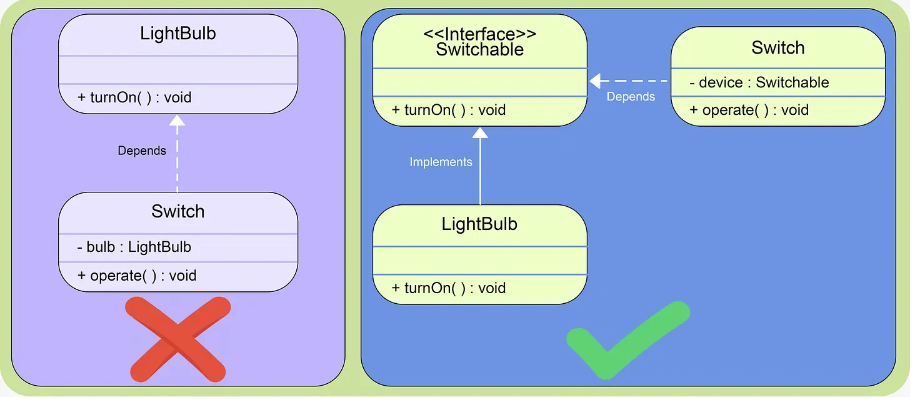 LightBulb
+ turnOn( ) : void
Depends
Switch
- bulb : LightBulb
+ operate( ) : void
<<Interface>>
Switchable
+ turnOn( ) : void
Depends
Switch
- device : Switchable
+ operate( ) : void
Implements
LightBulb
+ turnOn( ) : void